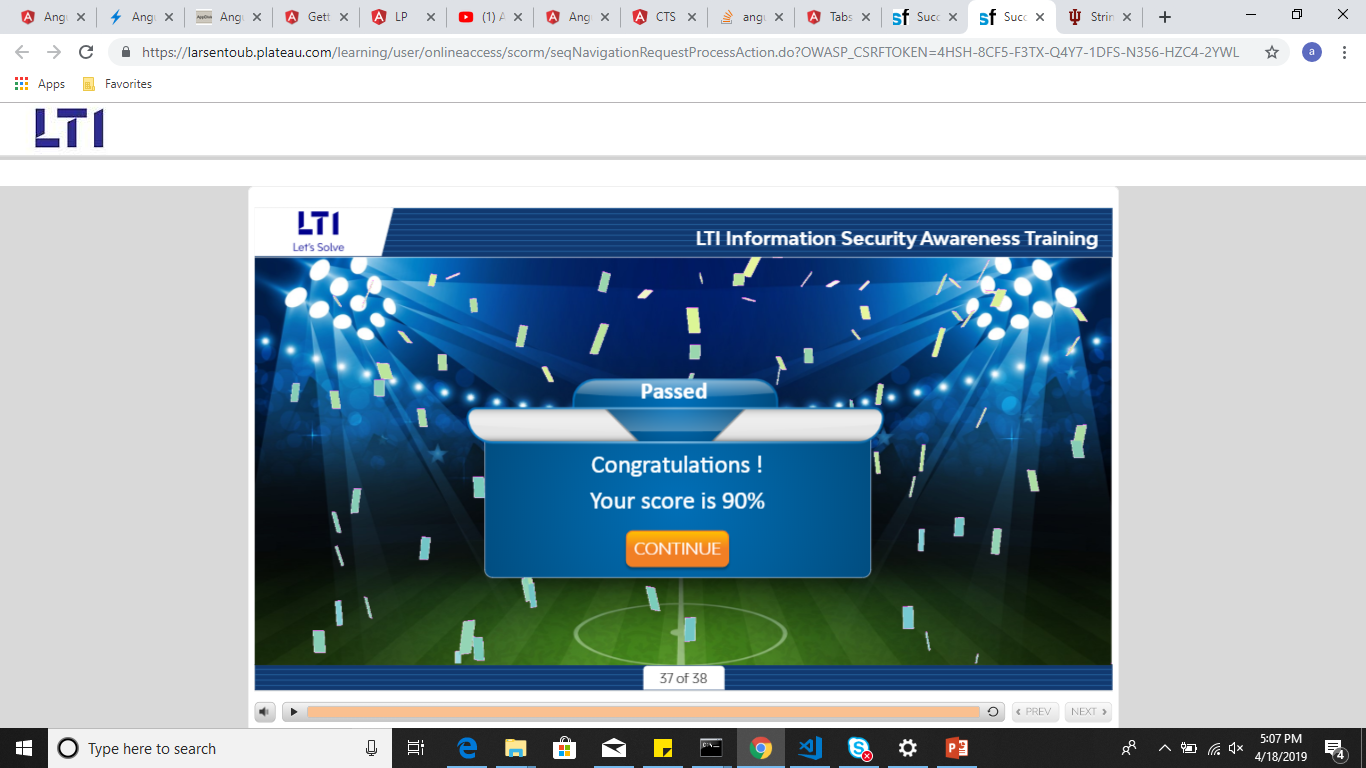 Angu
Angu
Angu
Gett
LP
(1) A
Angu
CTS
angu
Tabs
Succ
Succ
Strin
https://larsentoub.plateau.com/learning/user/onlineaccess/scorm/seqNavigationRequestProcessAction.do?OWASP_CSRFTOKEN=4HSH-8CF5-F3TX-Q4Y7-1DFS-N356-HZC4-2YWL
a
Apps
Favorites
LTI
LTI
Let's Solve
LTI Information Security Awareness Training
Passed
Congratulations !
Your score is 90%
CONTINUE
37 of 38
PREV
NEXT
Type here to search
5:07 PM
4/18/2019
4